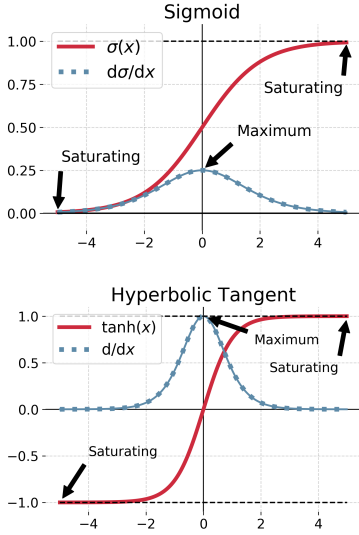 Sigmoid
1.00
σ(x)
dσ/dx
Saturating
0.75
Maximum
0.50
Saturating
0.25
0.00
−4 −2 0 2 4
Hyperbolic Tangent
1.0
tanh(x)
d/dx
Maximum
0.5
Saturating
0.0
Saturating
−0.5
−1.0
−4 −2 0 2 4